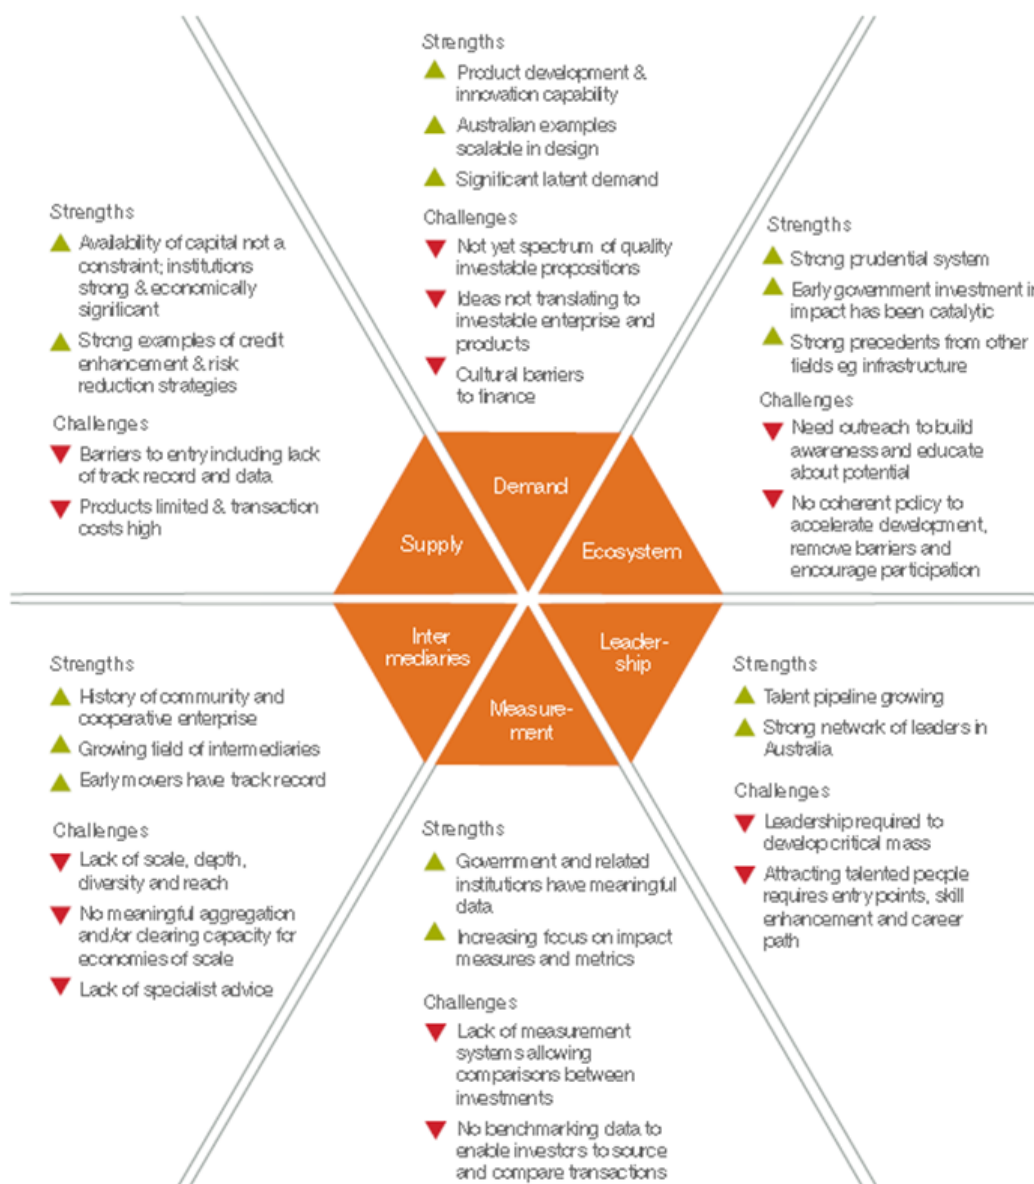 Strengths
Product development &
innovation capability
Australian examples
scalable in design
Significant latent demand
Challenges
Not yet spectrum of quality
investable propositions
Ideas not translating to
investable enterprise and
products
Cultural barriers
to finance
Strengths
Availability of capital not a
constraint; institutions
strong & economically
significant
Strong examples of credit
enhancement & risk
reduction strategies
Challenges
Barriers to entry including lack
of track record and data
Products limited & transaction
costs high
Strengths
Strong prudential system
Early government investment in
impact has been catalytic
Strong precedents from other
fields eg infrastructure
Challenges
Need outreach to build
awareness and educate
about potential
No coherent policy to
accelerate development,
remove barriers and
encourage participation
Demand
Supply
Ecosystem
Inter
mediaries
Leader-
ship
Measure-
ment
Strengths
History of community and
cooperative enterprise
Growing field of intermediaries
Early movers have track record
Challenges
Lack of scale, depth,
diversity and reach
No meaningful aggregation
and/or clearing capacity for
economies of scale
Lack of specialist advice
Strengths
Government and related
institutions have meaningful
data
Increasing focus on impact
measures and metrics
Challenges
Lack of measurement
systems allowing
comparisons between
investments
No benchmarking data to
enable investors to source
and compare transactions
Strengths
Talent pipeline growing
Strong network of leaders in
Australia
Challenges
Leadership required to
develop critical mass
Attracting talented people
requires entry points, skill
enhancement and career
path